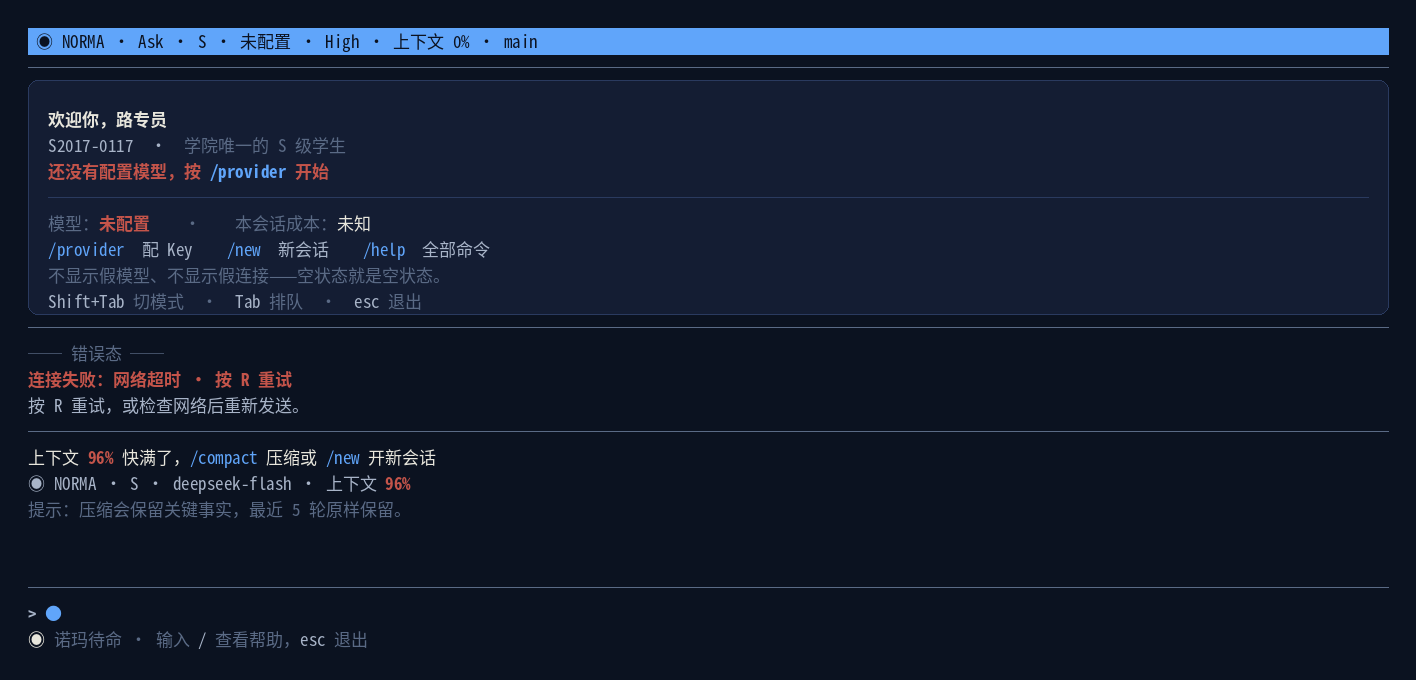 ◉ NORMA · Ask · S · 未配置 · High · 上下文 0% · main
欢迎你，路专员
S2017-0117 · 学院唯一的 S 级学生
还没有配置模型，按 /provider 开始
模型：未配置 · 本会话成本：未知
/provider 配 Key /new 新会话 /help 全部命令
不显示假模型、不显示假连接——空状态就是空状态。
Shift+Tab 切模式 · Tab 排队 · esc 退出
──── 错误态 ────
连接失败：网络超时 · 按 R 重试
按 R 重试，或检查网络后重新发送。
上下文 96% 快满了，/compact 压缩或 /new 开新会话
◉ NORMA · S · deepseek-flash · 上下文 96%
提示：压缩会保留关键事实，最近 5 轮原样保留。
> ●
◉ 诺玛待命 · 输入 / 查看帮助，esc 退出